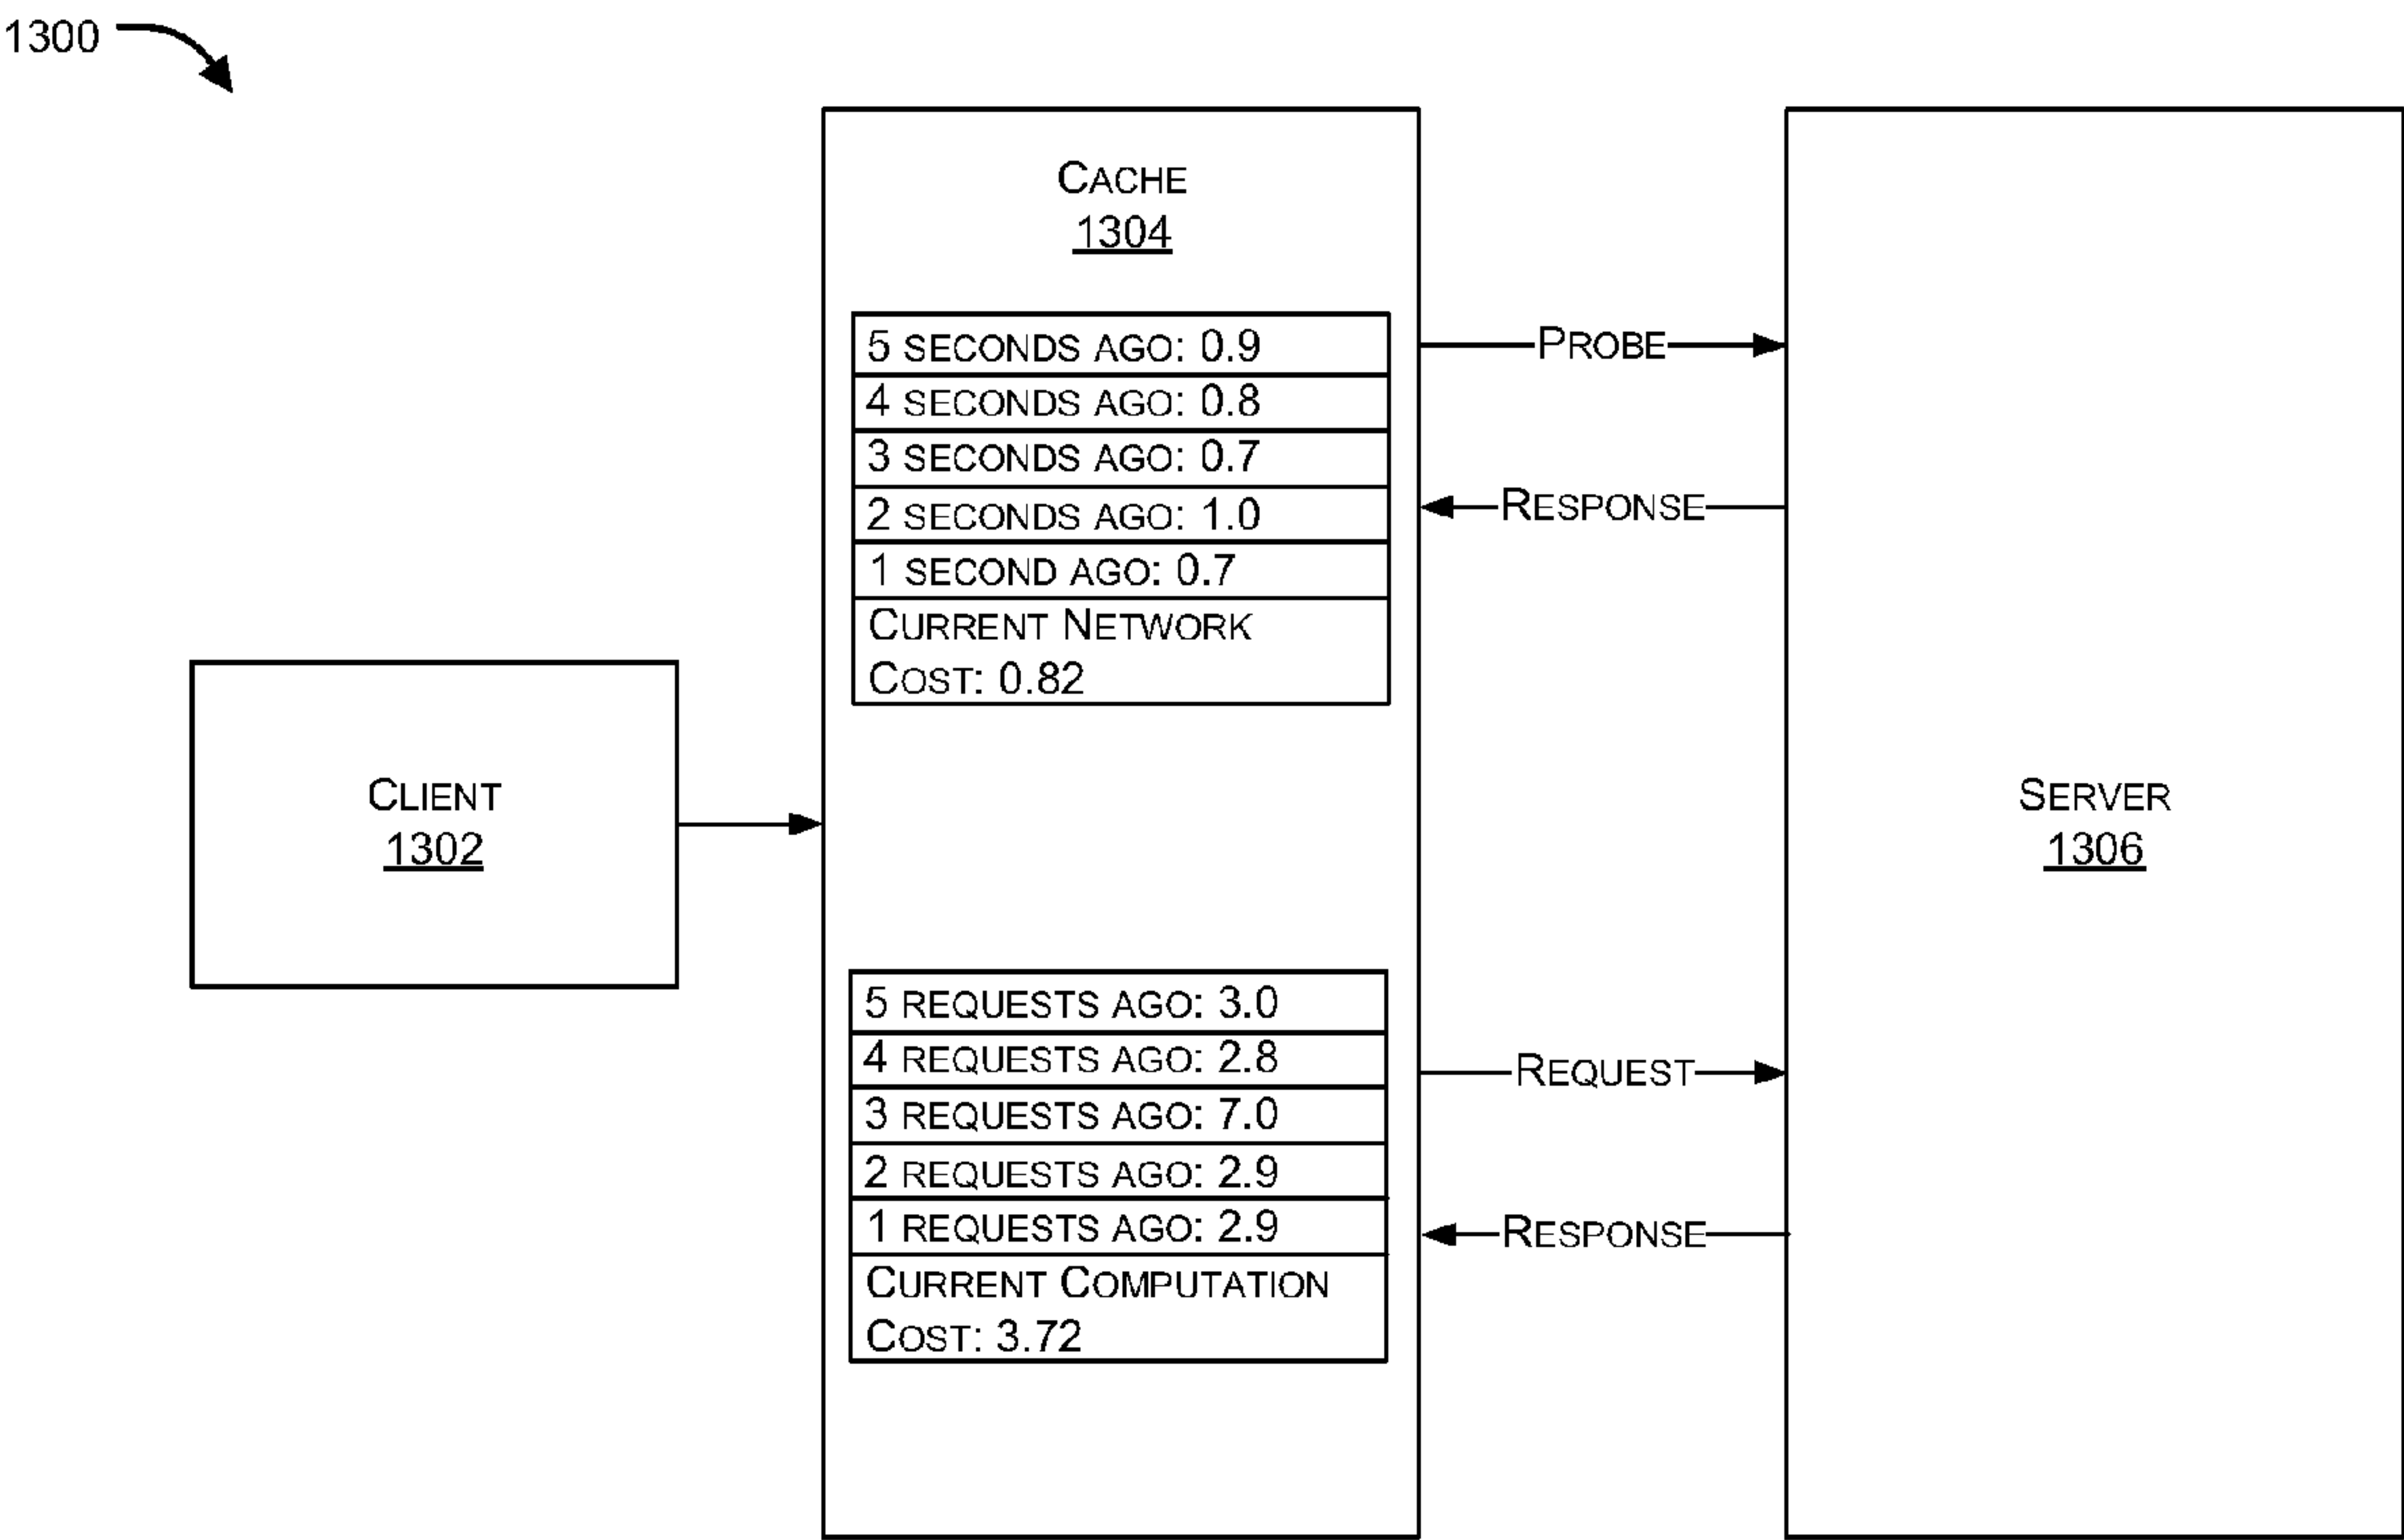 1300
CACHE
1304
5 SECONDS AGO: 0.9
4 SECONDS AGO: 0.8
3 SECONDS AGO: 0.7
2 SECONDS AGO: 1.0
1 SECOND AGO: 0.7
CURRENT NETWORK
COST: 0.82
PROBE
RESPONSE
CLIENT
1302
SERVER
1306
5 REQUESTS AGO: 3.0
4 REQUESTS AGO: 2.8
3 REQUESTS AGO: 7.0
2 REQUESTS AGO: 2.9
1 REQUESTS AGO: 2.9
CURRENT COMPUTATION
COST: 3.72
REQUEST
RESPONSE